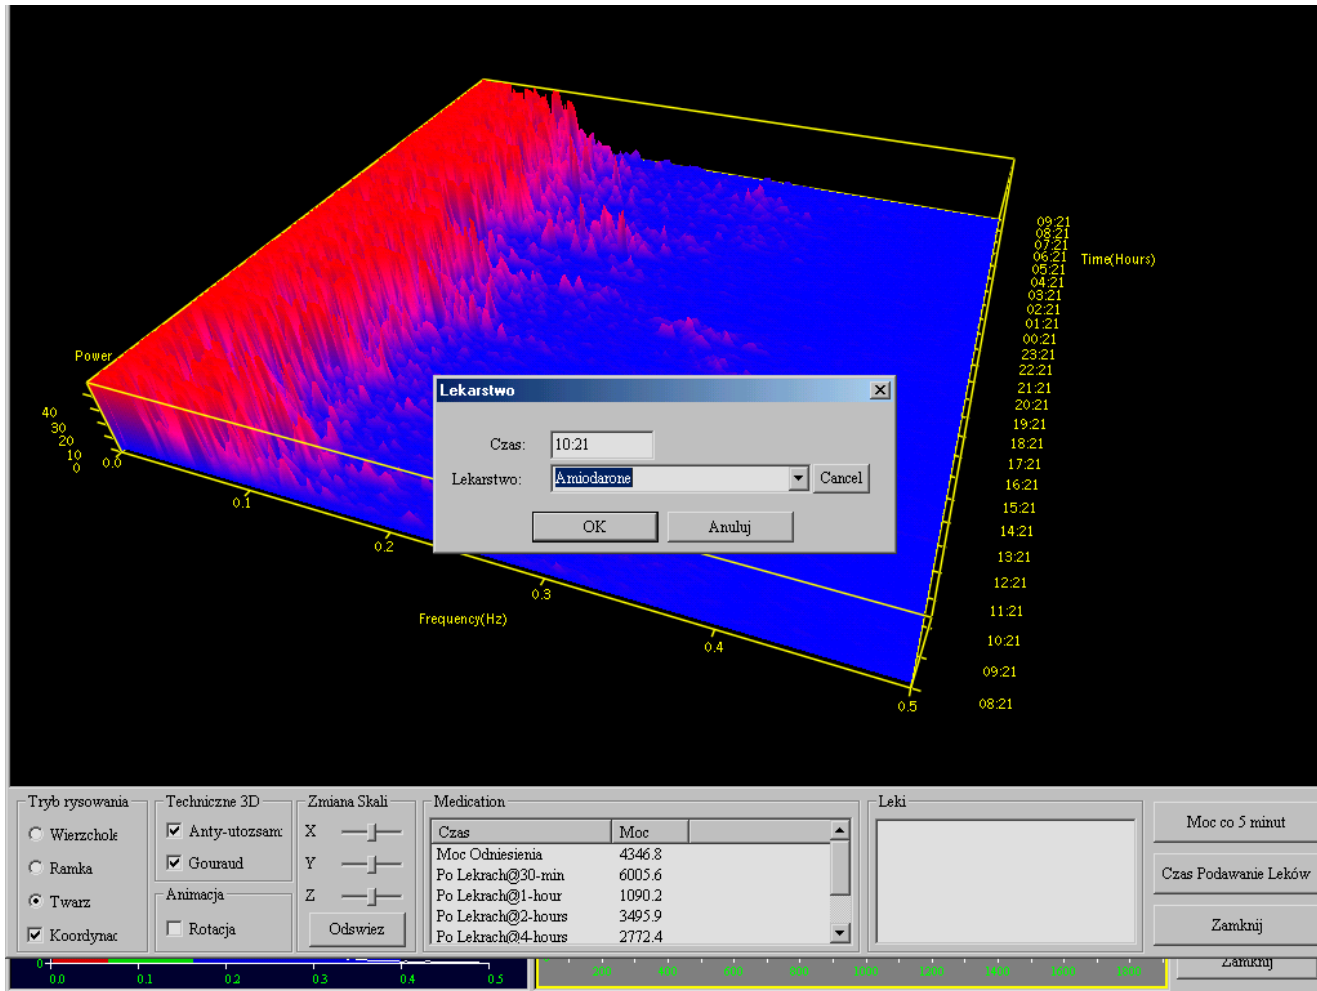 09:21
08:21
07:21
06:21
Time(Hours)
05:21
04:21
03:21
02:21
01:21
00:21
23:21
22:21
21:21
20:21
19:21
18:21
17:21
16:21
15:21
14:21
13:21
12:21
11:21
10:21
09:21
08:21
Power
40
30
20
10
0
0.0
0.1
0.2
0.3
0.4
0.5
Frequency(Hz)
Lekarstwo
Czas: 10:21
Lekarstwo: Amiodarone Cancel
OK Anuluj
Tryb rysowania
Wierzchołe
Ramka
Twarz
Koordynac
Techniczne 3D
Anty-utozsam:
Gouraud
Animacja
Rotacja
Zmiana Skali
X
Y
Z
Odswiez
Medication
Czas Moc
Moc Odniesienia 4346.8
Po Lekrach@30-min 6005.6
Po Lekrach@1-hour 1090.2
Po Lekrach@2-hours 3495.9
Po Lekrach@4-hours 2772.4
Leki
Moc co 5 minut
Czas Podawanie Leków
Zamknij
Zamknij
0
0.0 0.1 0.2 0.3 0.4 0.5
0 200 400 600 800 1000 1200 1400 1600 1800